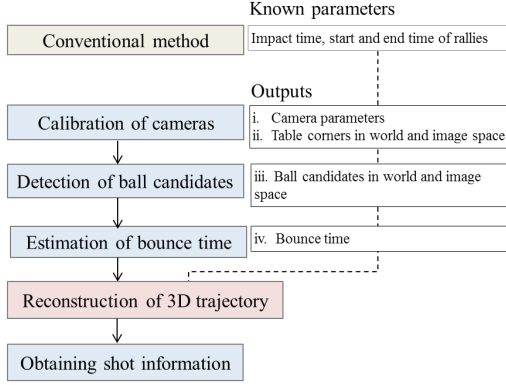 Known parameters
Conventional method
Impact time, start and end time of rallies
Outputs
Calibration of cameras
i. Camera parameters
ii. Table corners in world and image space
Detection of ball candidates
iii. Ball candidates in world and image
space
Estimation of bounce time
iv. Bounce time
Reconstruction of 3D trajectory
Obtaining shot information